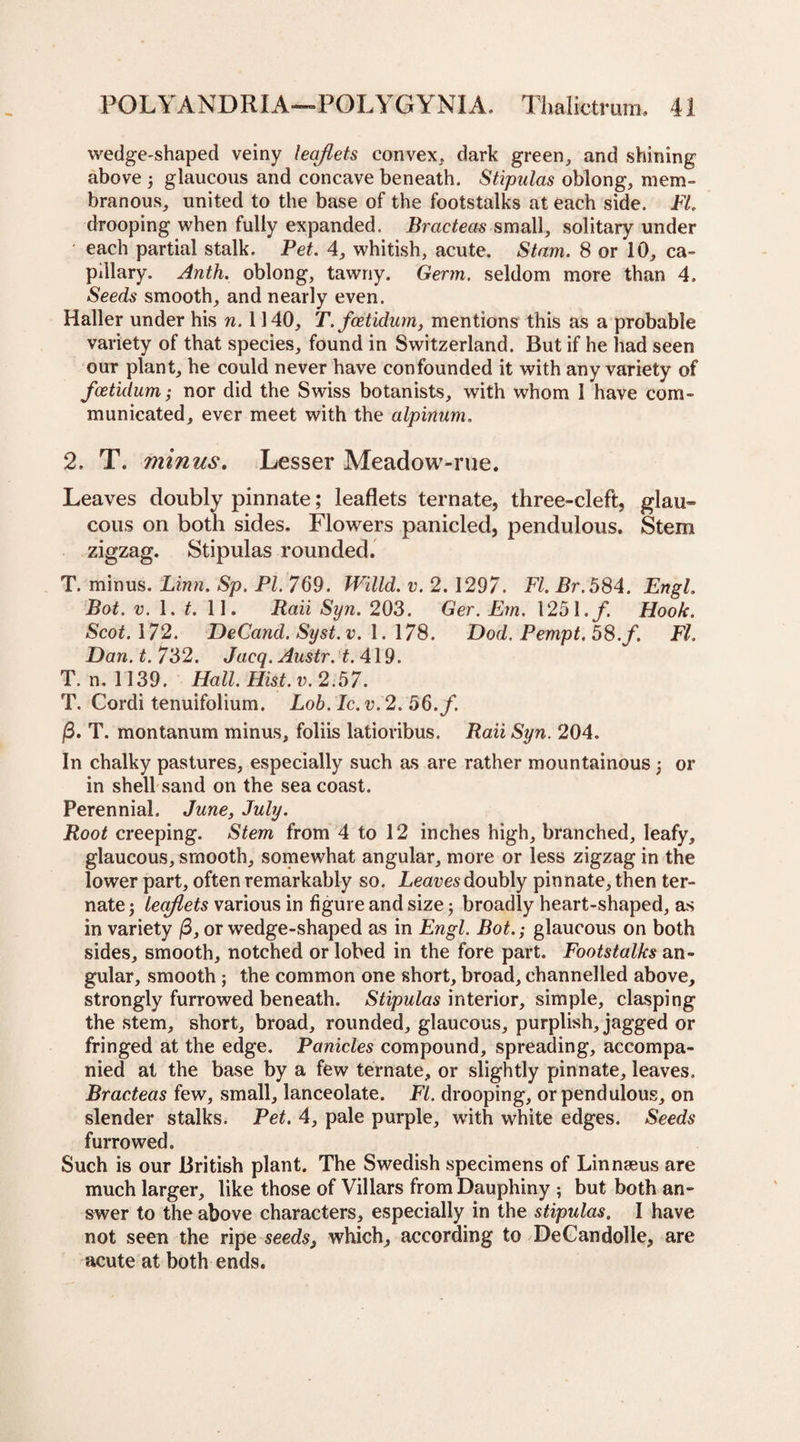 POLYANDRIA—POLYGYNIA. Thalictrum. 41
wedge-shaped veiny leaflets convex, dark green, and shining
above; glaucous and concave beneath. Stipulas oblong, mem-
branous, united to the base of the footstalks at each side. Fl.
drooping when fully expanded. Bracteas small, solitary under
each partial stalk. Pet. 4, whitish, acute. Stam. 8 or 10, ca-
pillary. Anth. oblong, tawny. Germ. seldom more than 4.
Seeds smooth, and nearly even.
Haller under his n. 1140, T. fœtidum, mentions this as a probable
variety of that species, found in Switzerland. But if he had seen
our plant, he could never have confounded it with any variety of
fœtidum; nor did the Swiss botanists, with whom I have com-
municated, ever meet with the alpinum.
2. T. minus. Lesser Meadow-rue.
Leaves doubly pinnate; leaflets ternate, three-cleft, glau-
cous on both sides. Flowers panicled, pendulous. Stem
zigzag. Stipulas rounded.
T. minus. Linn. Sp. Pl. 769. Willd. v. 2. 1297. Fl. Br. 584. Engl.
Bot. v. 1. t. 11. Raii Syn. 203. Ger. Em. 1251. f. Hook.
Scot. 172. DeCand. Syst. v. 1. 178. Dod. Pempt. 58. f. Fl.
Dan. t. 732. Jacq. Austr. t. 419.
T. n. 1139. Hall. Hist. v. 2. 57.
T. Cordi tenuifolium. Lob. Ic. v. 2. 56. f.
β. T. montanum minus, foliis latioribus. Raii Syn. 204.
In chalky pastures, especially such as are rather mountainous; or
in shell sand on the sea coast.
Perennial. June, July.
Root creeping. Stem from 4 to 12 inches high, branched, leafy,
glaucous, smooth, somewhat angular, more or less zigzag in the
lower part, often remarkably so. Leaves doubly pinnate, then ter-
nate; leaflets various in figure and size; broadly heart-shaped, as
in variety β, or wedge-shaped as in Engl. Bot.; glaucous on both
sides, smooth, notched or lobed in the fore part. Footstalks an-
gular, smooth; the common one short, broad, channelled above,
strongly furrowed beneath. Stipulas interior, simple, clasping
the stem, short, broad, rounded, glaucous, purplish, jagged or
fringed at the edge. Panicles compound, spreading, accompa-
nied at the base by a few ternate, or slightly pinnate, leaves.
Bracteas few, small, lanceolate. Fl. drooping, or pendulous, on
slender stalks. Pet. 4, pale purple, with white edges. Seeds
furrowed.
Such is our British plant. The Swedish specimens of Linnæus are
much larger, like those of Villars from Dauphiny; but both an-
swer to the above characters, especially in the stipulas. I have
not seen the ripe seeds, which, according to DeCandolle, are
acute at both ends.